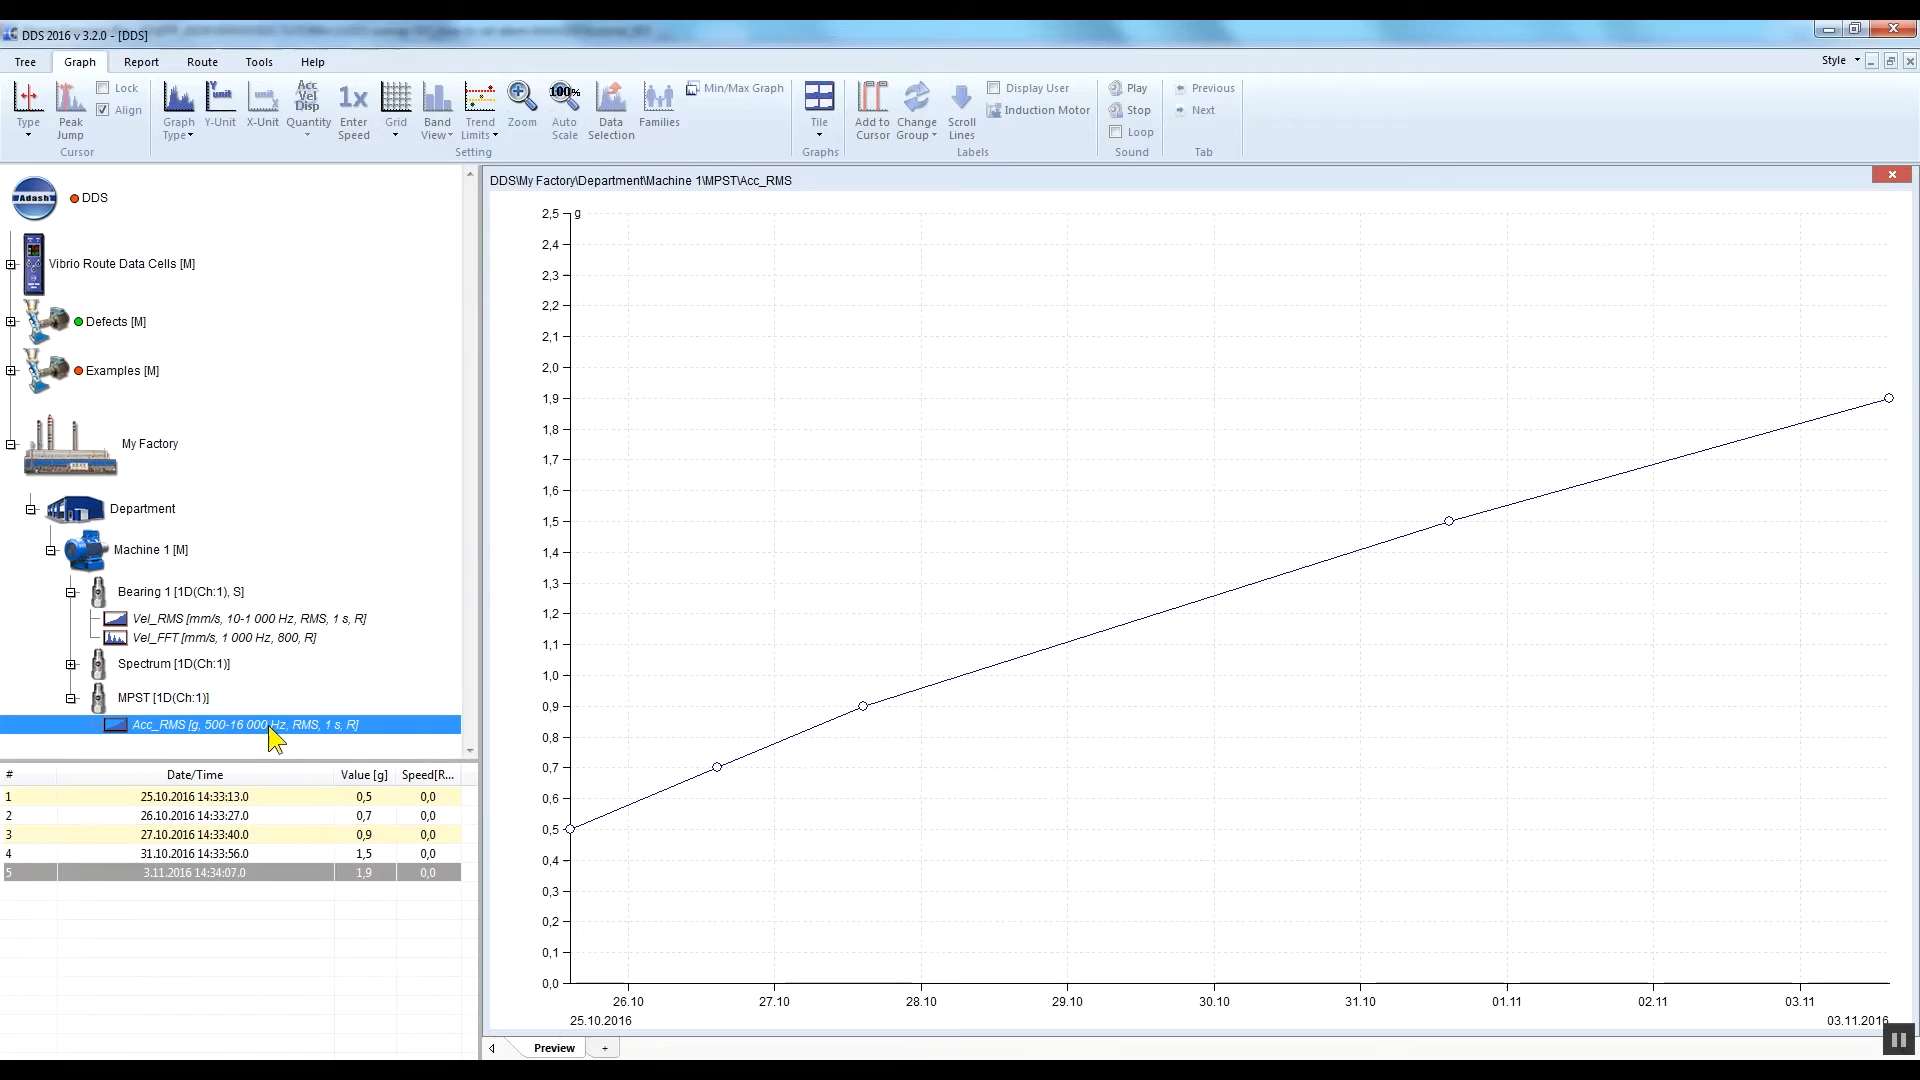 DDS 2016 v 3.2.0 - [DDS]
Tree Graph Report Route Tools Help Style
Type
Peak Jump
Lock
Align
Cursor
Graph Type
Y-Unit
X-Unit
Acc Vel Disp Quantity
1x Enter Speed
Grid
Band View
Trend Limits
Zoom
100% Auto Scale
Data Selection
Families
Min/Max Graph
Setting
Tile
Graphs
Add to Cursor
Change Group
Scroll Lines
Display User
Induction Motor
Labels
Play
Stop
Loop
Sound
Previous
Next
Tab
Adash
DDS
Vibrio Route Data Cells [M]
Defects [M]
Examples [M]
My Factory
Department
Machine 1 [M]
Bearing 1 [1D(Ch:1), S]
Vel_RMS [mm/s, 10-1 000 Hz, RMS, 1 s, R]
Vel_FFT [mm/s, 1 000 Hz, 800, R]
Spectrum [1D(Ch:1)]
MPST [1D(Ch:1)]
Acc_RMS [g, 500-16 000 Hz, RMS, 1 s, R]
# Date/Time Value [g] Speed[R...
1 25.10.2016 14:33:13.0 0,5 0,0
2 26.10.2016 14:33:27.0 0,7 0,0
3 27.10.2016 14:33:40.0 0,9 0,0
4 31.10.2016 14:33:56.0 1,5 0,0
5 3.11.2016 14:34:07.0 1,9 0,0
DDS\My Factory\Department\Machine 1\MPST\Acc_RMS
2,5 g
2,4
2,3
2,2
2,1
2,0
1,9
1,8
1,7
1,6
1,5
1,4
1,3
1,2
1,1
1,0
0,9
0,8
0,7
0,6
0,5
0,4
0,3
0,2
0,1
0,0
26.10 27.10 28.10 29.10 30.10 31.10 01.11 02.11 03.11
25.10.2016 03.11.2016
Preview +